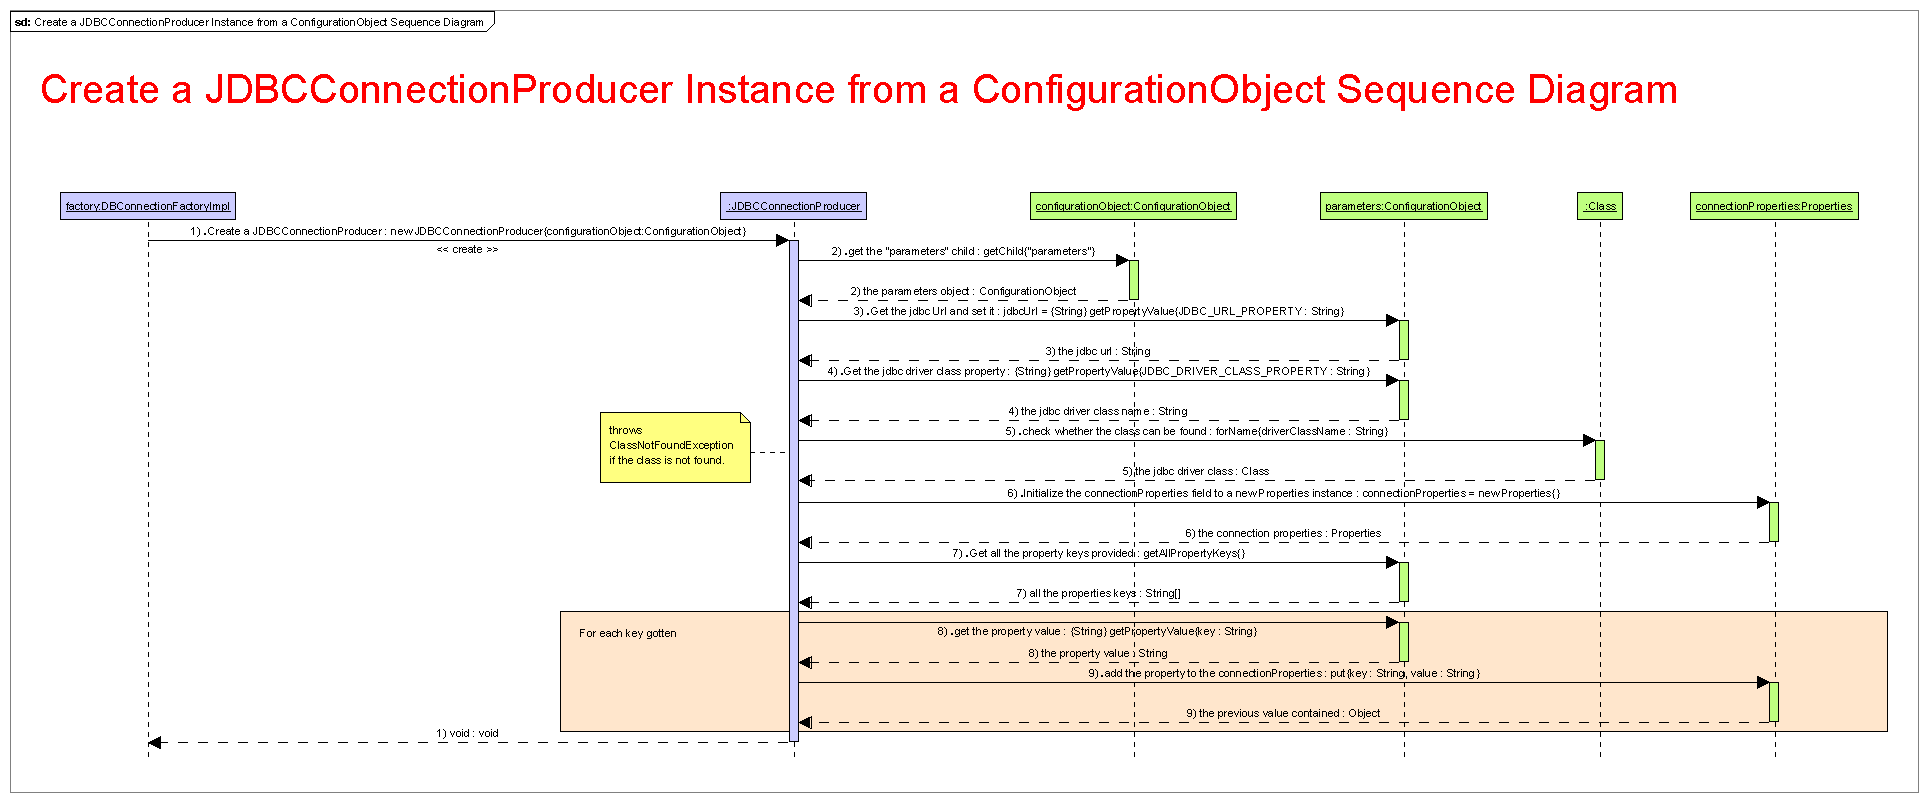 sd: Create a JDBCConnectionProducer Instance from a ConfigurationObject Sequence Diagram
Create a JDBCConnectionProducer Instance from a ConfigurationObject Sequence Diagram
factory:DBConnectionFactoryImpl
:JDBCConnectionProducer
configurationObject:ConfigurationObject
parameters:ConfigurationObject
:Class
connectionProperties:Properties
1) .Create a JDBCConnectionProducer : new JDBCConnectionProducer{configurationObject:ConfigurationObject}
<< create >>
2) .get the "parameters" child : getChild{"parameters"}
2) the parameters object : ConfigurationObject
3) .Get the jdbc Url and set it : jdbcUrl = {String} getPropertyValue{JDBC_URL_PROPERTY : String}
3) the jdbc url : String
4) .Get the jdbc driver class property : {String} getPropertyValue{JDBC_DRIVER_CLASS_PROPERTY : String}
4) the jdbc driver class name : String
throws
ClassNotFoundException
if the class is not found.
5) .check whether the class can be found : forName{driverClassName : String}
5) the jdbc driver class : Class
6) .Initialize the connectionProperties field to a new Properties instance : connectionProperties = new Properties{}
6) the connection properties : Properties
7) .Get all the property keys provided : getAllPropertyKeys{}
7) all the properties keys : String[]
For each key gotten
8) .get the property value : {String} getPropertyValue{key : String}
8) the property value : String
9) .add the property to the connectionProperties : put{key : String, value : String}
9) the previous value contained : Object
1) void : void